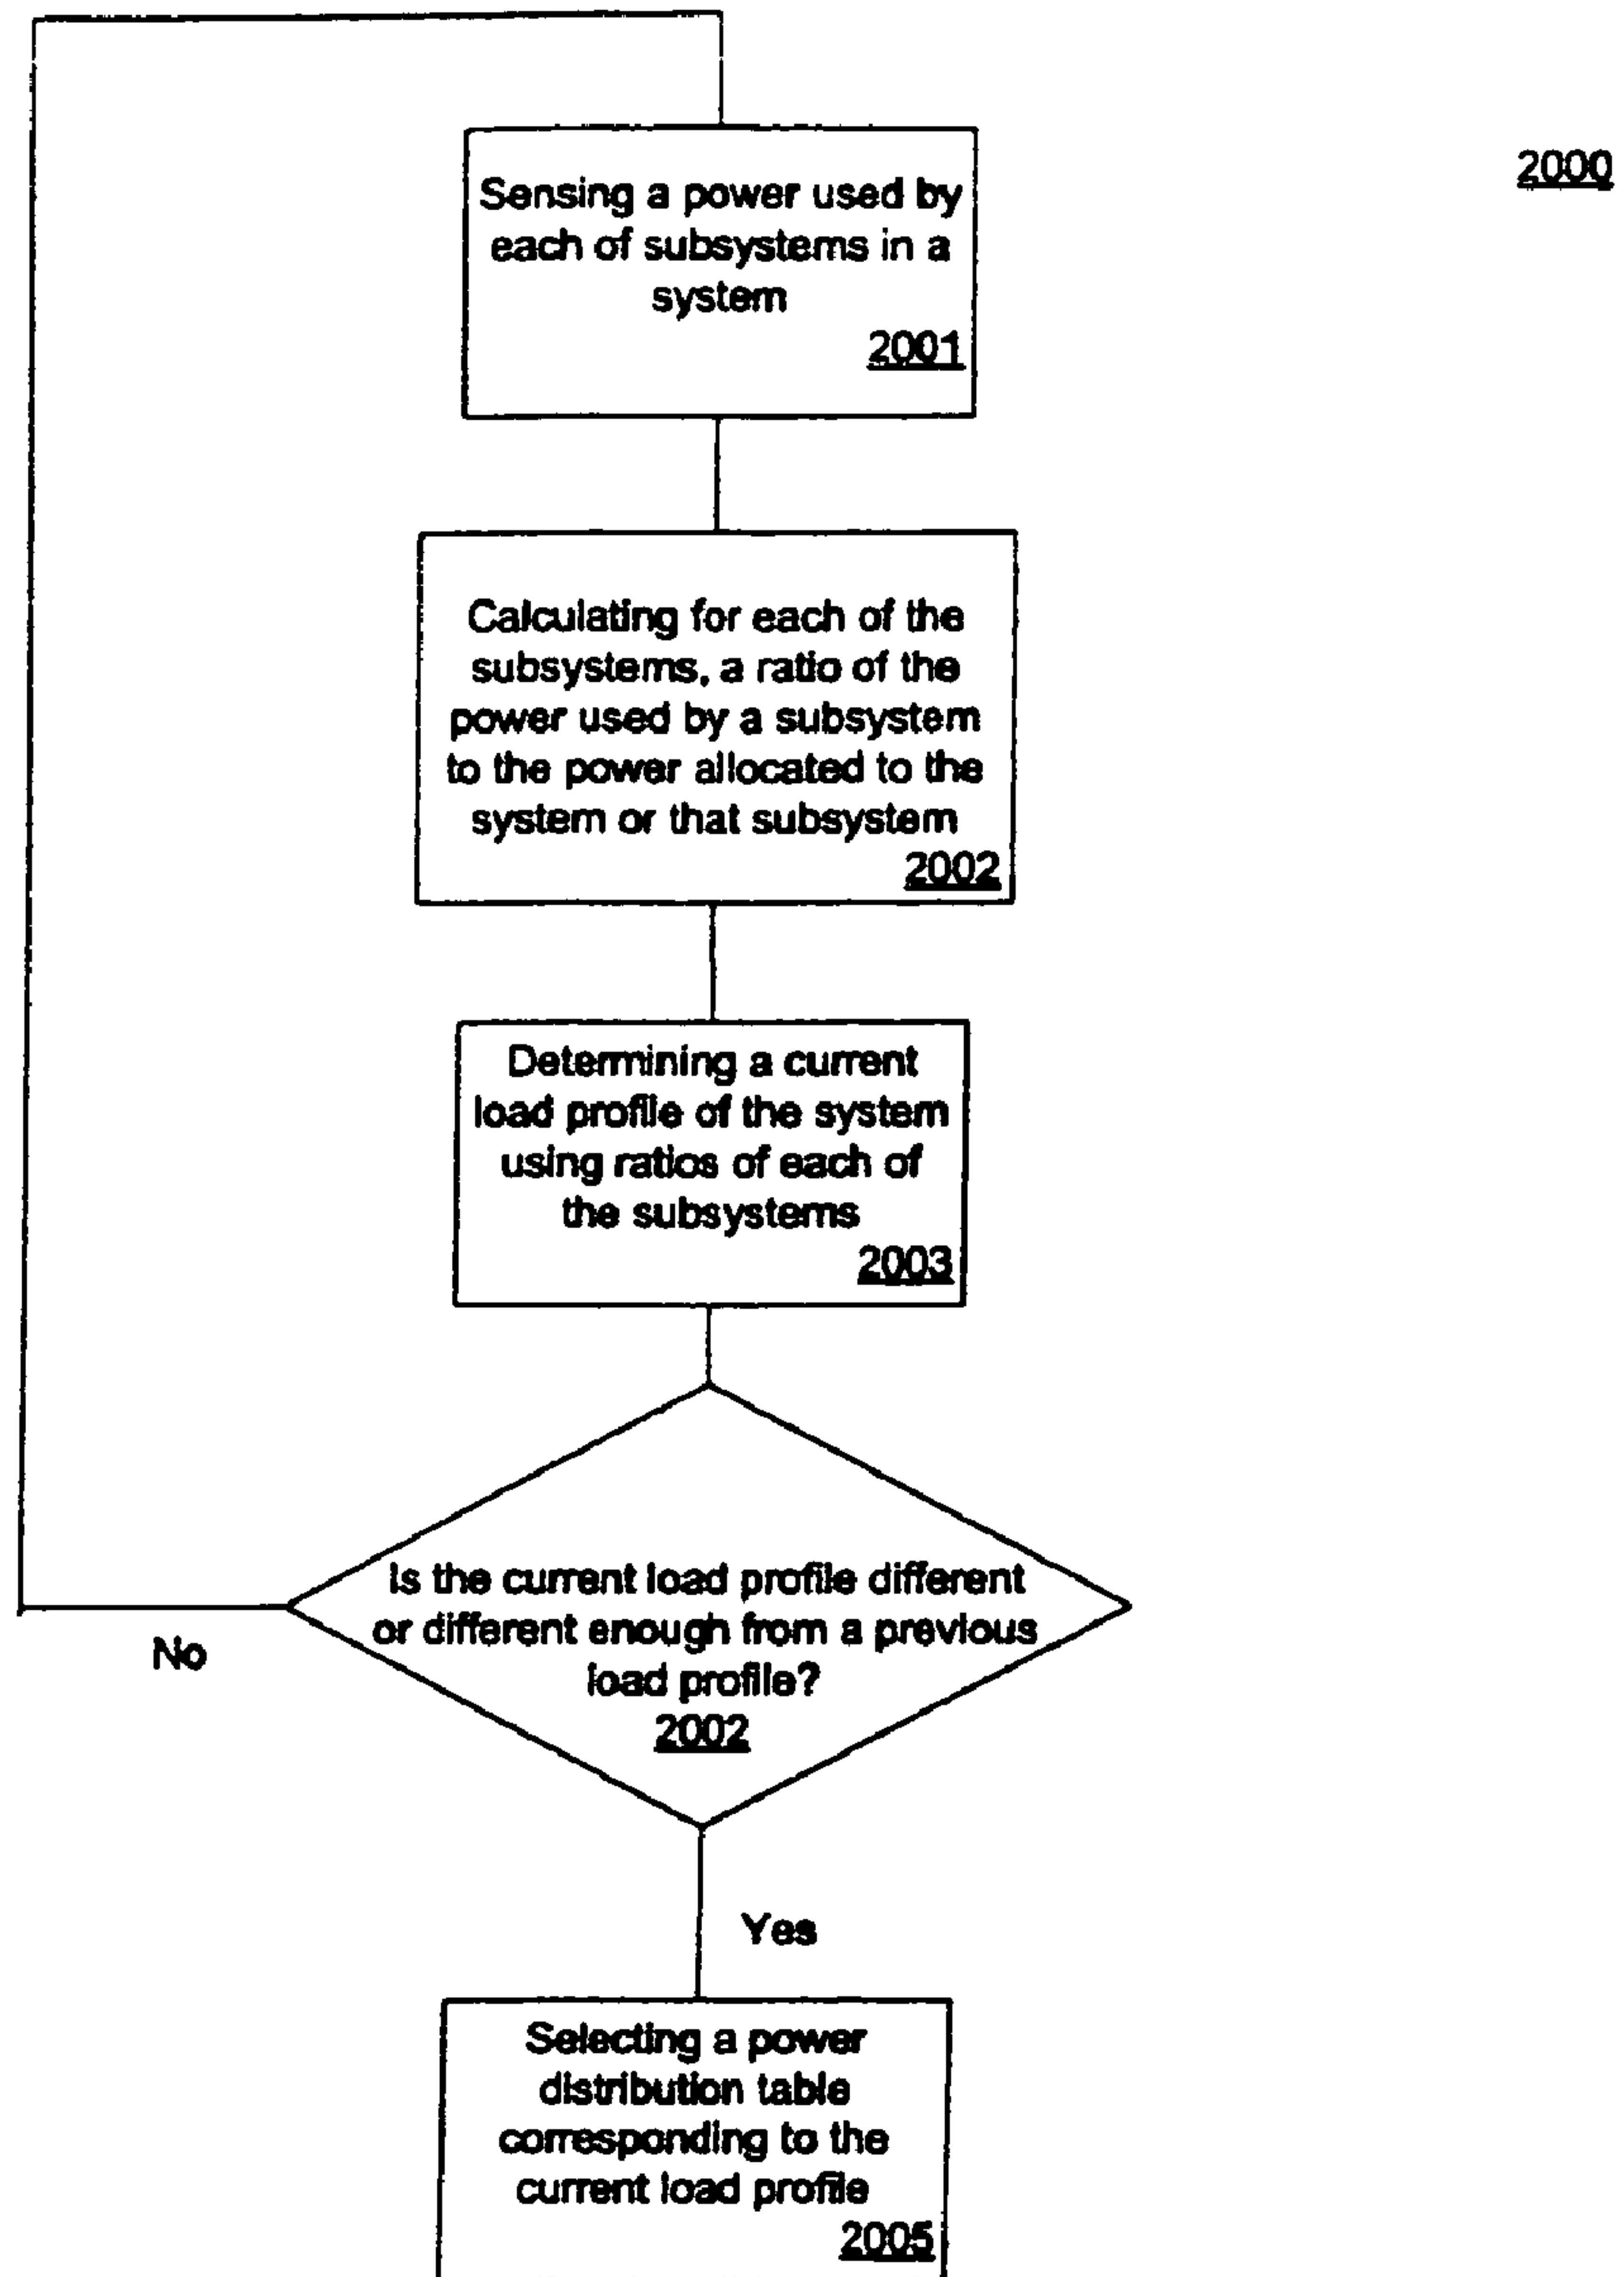 2000
Sensing a power used by
each of subsystems in a
system
2001
Calculating for each of the
subsystems, a ratio of the
power used by a subsystem
to the power allocated to the
system or that subsystem
2002
Determining a current
load profile of the system
using ratios of each of
the subsystems
2003
Is the current load profile different
or different enough from a previous
load profile?
2002
No
Yes
Selecting a power
distribution table
corresponding to the
current load profile
2005